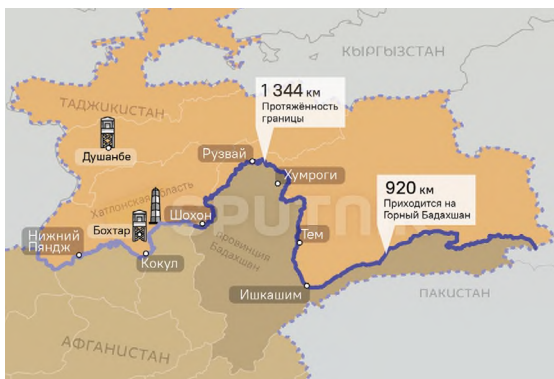 КЫРГЫЗСТАН
ТАДЖИКИСТАН
1 344 км
Протяжённость
границы
Душанбе
Рузвай
Хумроги
920 км
Приходится на
Горный Бадахшан
Хатлонская область
Шохон
SPUTNIK
Нижний
Пяндж
Бохтар
провинция
Бадахшан
Тем
Кокул
Ишкашим
ПАКИСТАН
АФГАНИСТАН